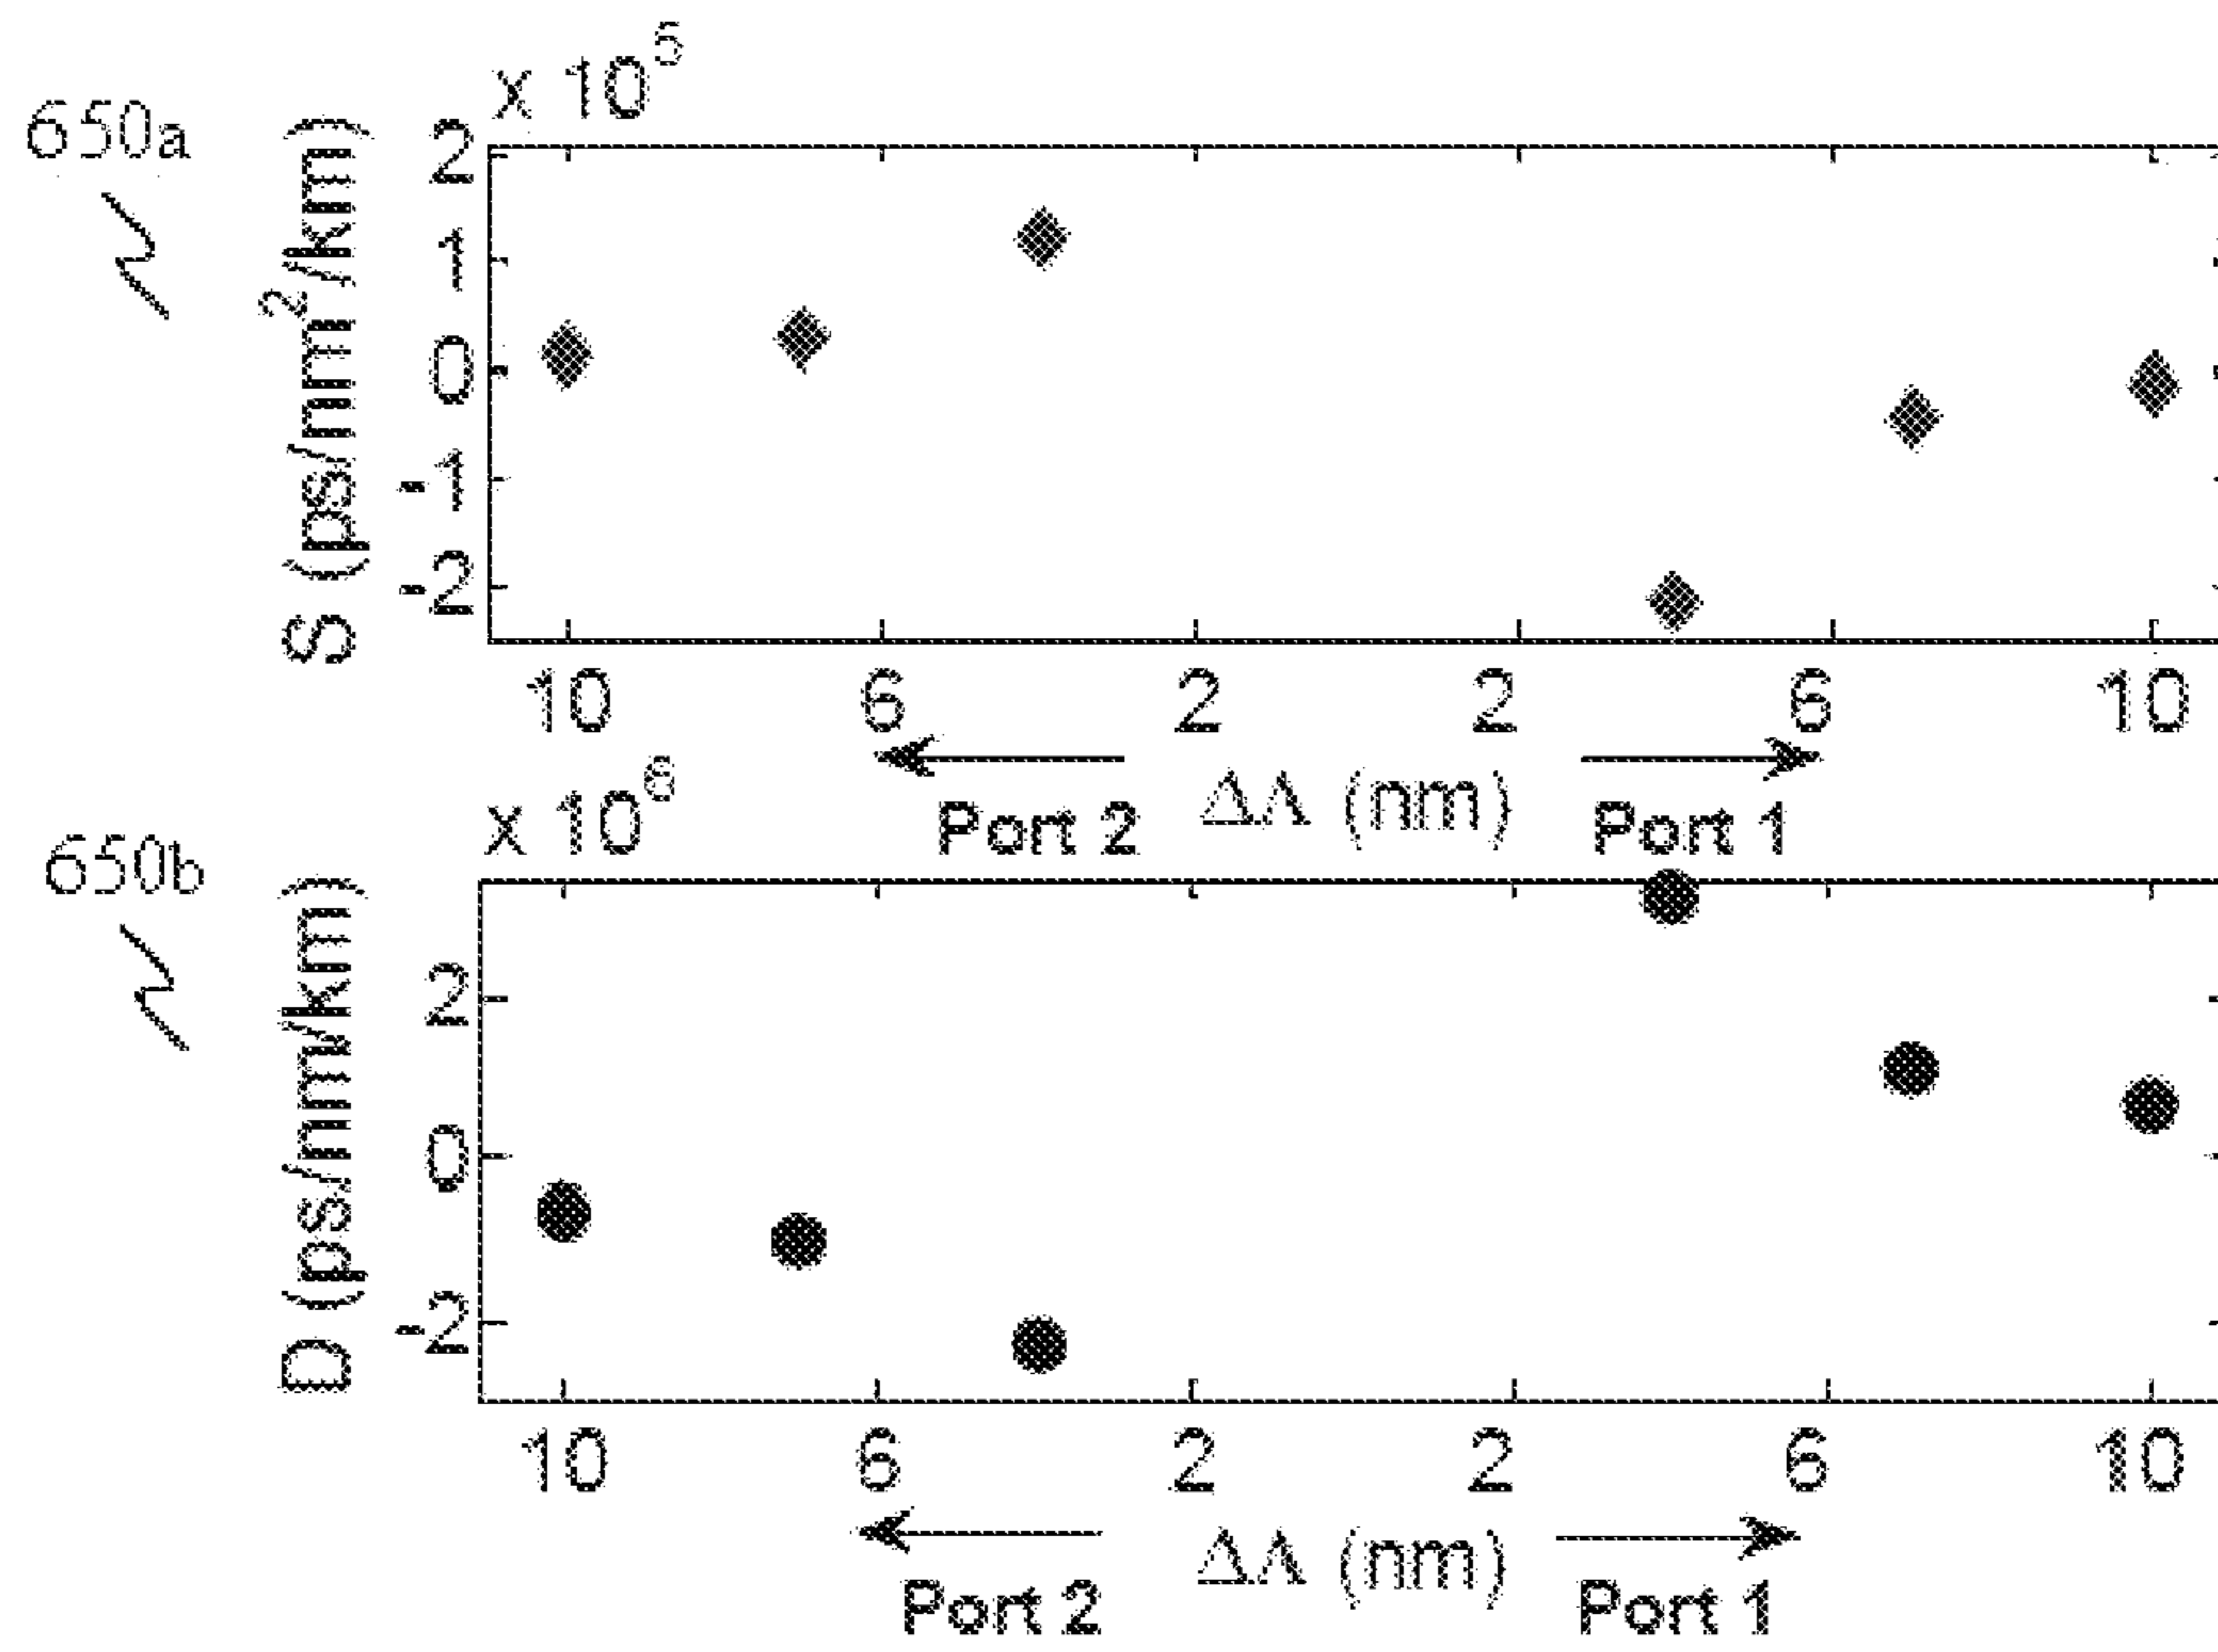 650a
x 10^5
S (ps/nm^2/km)
2
1
0
-1
-2
10 6 2 2 6 10
Port 2 ΔΛ (nm) Port 1
650b
x 10^6
D (ps/nm/km)
2
0
-2
10 6 2 2 6 10
Port 2 ΔΛ (nm) Port 1